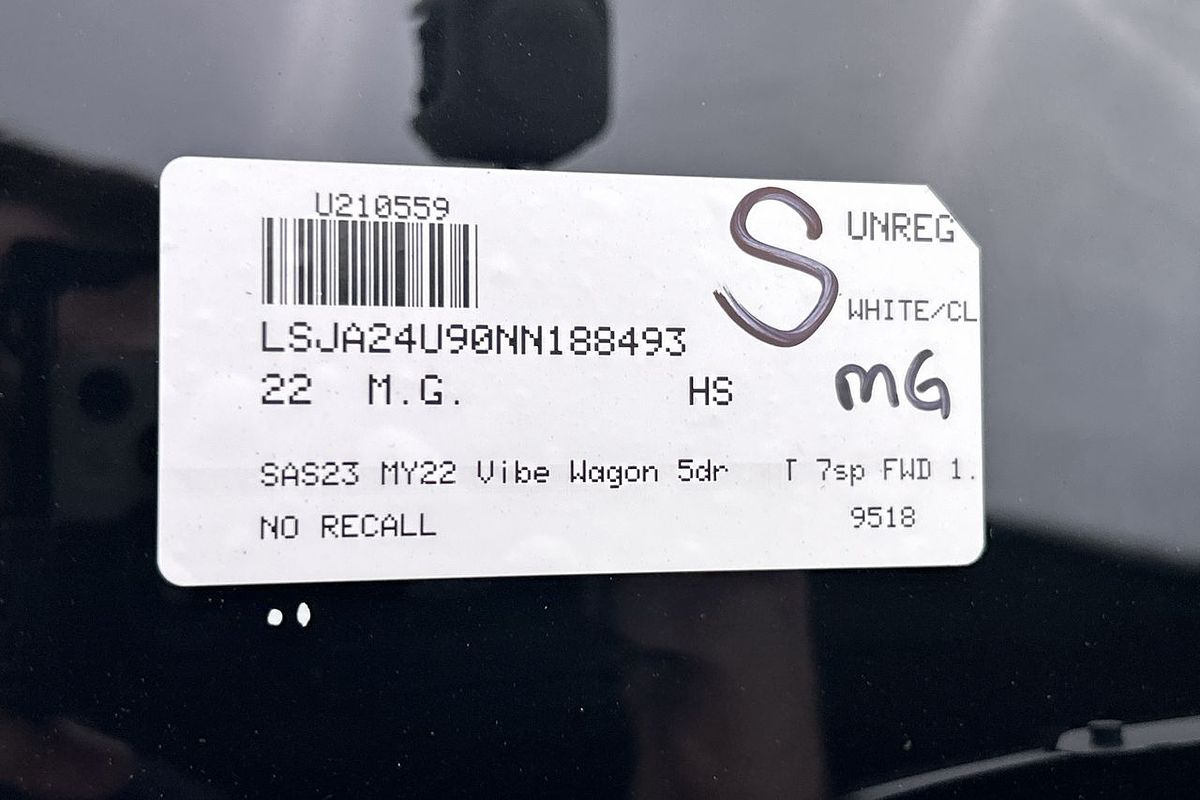 U210559
S UNREG
WHITE/CL
LSJA24U90NN188493
22 M.G. HS MG
SAS23 MY22 Vibe Wagon 5dr T 7sp FWD 1.
NO RECALL 9518